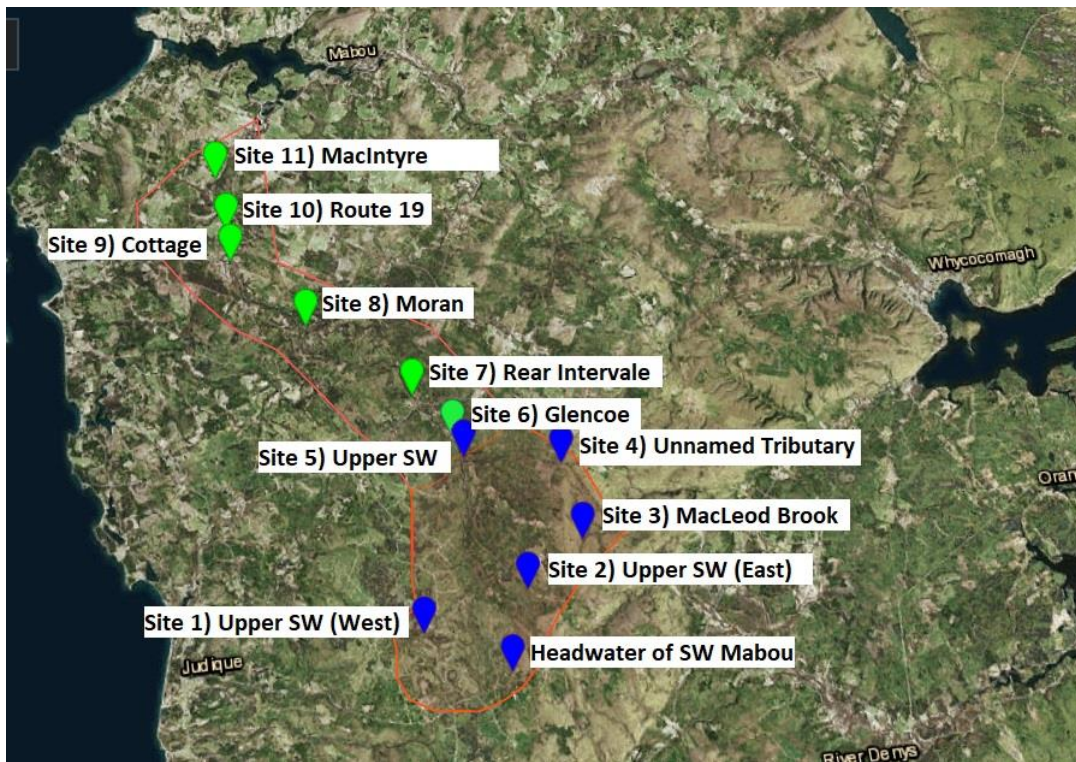 Mabou
Site 11) MacIntyre
Site 10) Route 19
Site 9) Cottage
Whycocomagh
Site 8) Moran
Site 7) Rear Intervale
Site 6) Glencoe
Site 5) Upper SW
Site 4) Unnamed Tributary
Oran
Site 3) MacLeod Brook
Site 2) Upper SW (East)
Site 1) Upper SW (West)
Headwater of SW Mabou
Judique
River Denys